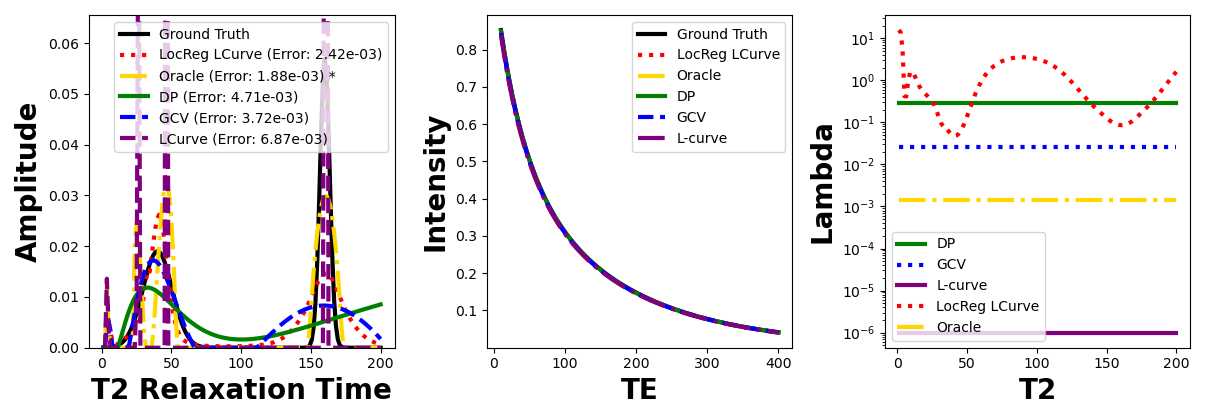 Amplitude
0.06
0.05
0.04
0.03
0.02
0.01
0.00
Ground Truth
LocReg LCurve (Error: 2.42e-03)
Oracle (Error: 1.88e-03) *
DP (Error: 4.71e-03)
GCV (Error: 3.72e-03)
LCurve (Error: 6.87e-03)
0 50 100 150 200
T2 Relaxation Time
Intensity
0.8
0.7
0.6
0.5
0.4
0.3
0.2
0.1
Ground Truth
LocReg LCurve
Oracle
DP
GCV
L-curve
0 100 200 300 400
TE
Lambda
10¹
10⁰
10⁻¹
10⁻²
10⁻³
10⁻⁴
10⁻⁵
10⁻⁶
DP
GCV
L-curve
LocReg LCurve
Oracle
0 50 100 150 200
T2